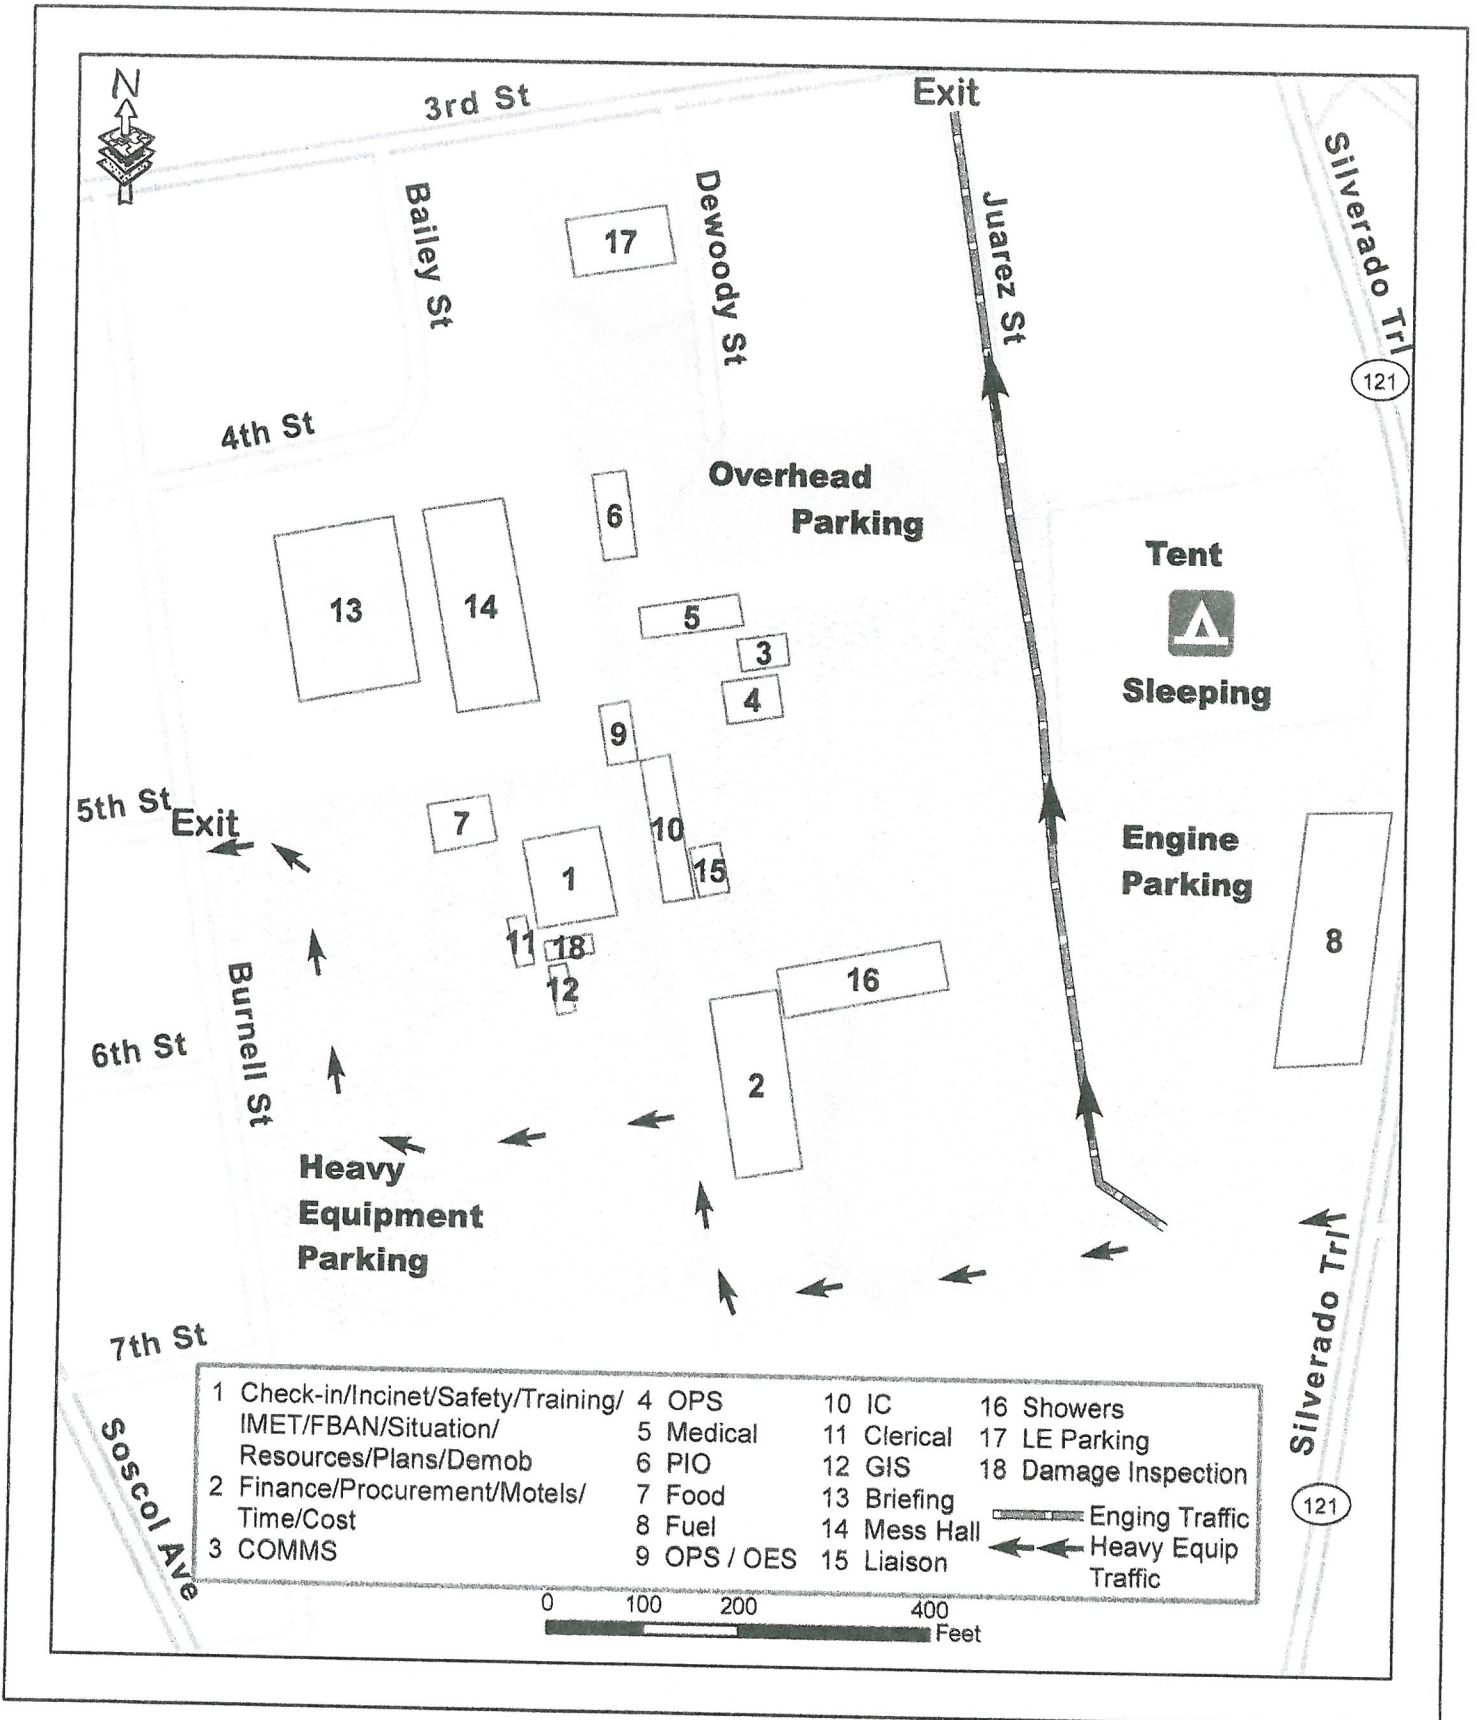 N
3rd St
Exit
Bailey St
17
Dewoody St
Juarez St
Silverado Trl
121
4th St
Overhead
Parking
6
Tent
13
14
5
3
Sleeping
4
9
5th St
Exit
7
10
Engine
Parking
1
15
8
11
18
12
16
Burnell St
6th St
2
Heavy
Equipment
Parking
Silverado Trl
7th St
Soscol Ave
1 Check-in/Incinet/Safety/Training/
IMET/FBAN/Situation/
Resources/Plans/Demob
2 Finance/Procurement/Motels/
Time/Cost
3 COMMS
4 OPS
5 Medical
6 PIO
7 Food
8 Fuel
9 OPS / OES
10 IC
11 Clerical
12 GIS
13 Briefing
14 Mess Hall
15 Liaison
16 Showers
17 LE Parking
18 Damage Inspection
Enging Traffic
Heavy Equip
Traffic
121
0 100 200 400
Feet